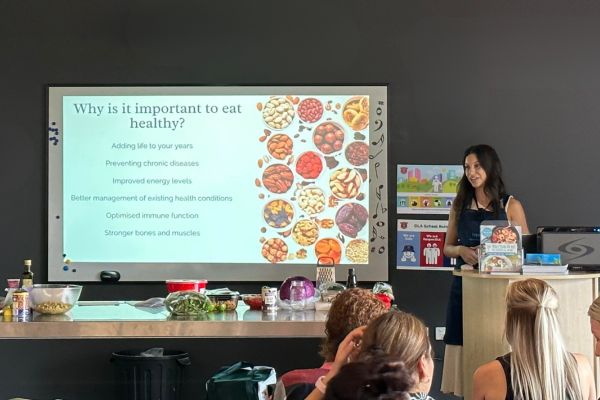 Why is it important to eat
healthy?
Adding life to your years
Preventing chronic diseases
Improved energy levels
Better management of existing health conditions
Optimised immune function
Stronger bones and muscles